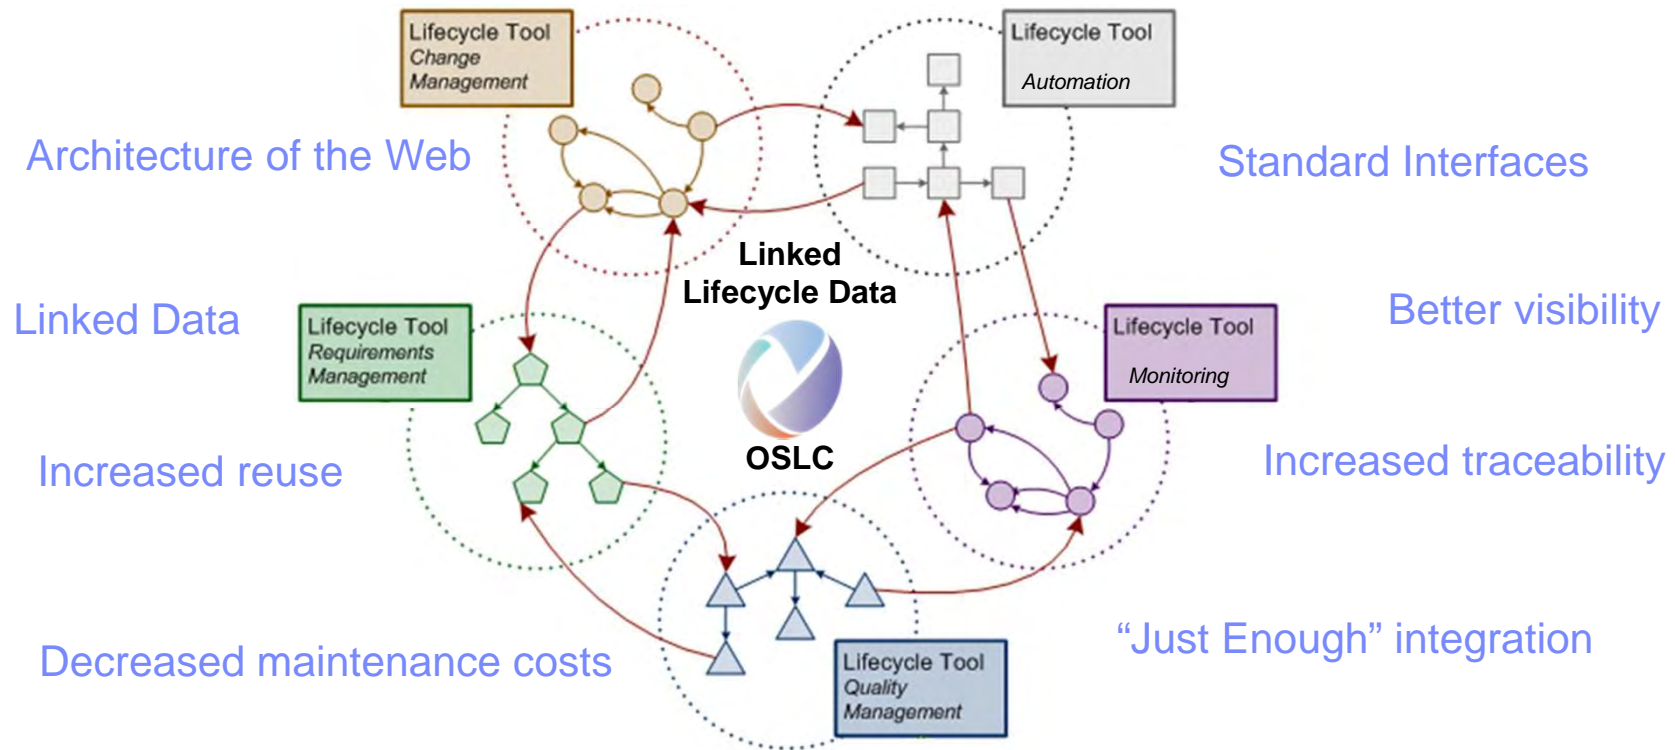 Lifecycle Tool
Change
Management
Lifecycle Tool
Automation
Architecture of the Web
Standard Interfaces
Linked
Lifecycle Data
Linked Data
Better visibility
Lifecycle Tool
Requirements
Management
Lifecycle Tool
Monitoring
OSLC
Increased reuse
Increased traceability
Decreased maintenance costs
“Just Enough” integration
Lifecycle Tool
Quality
Management